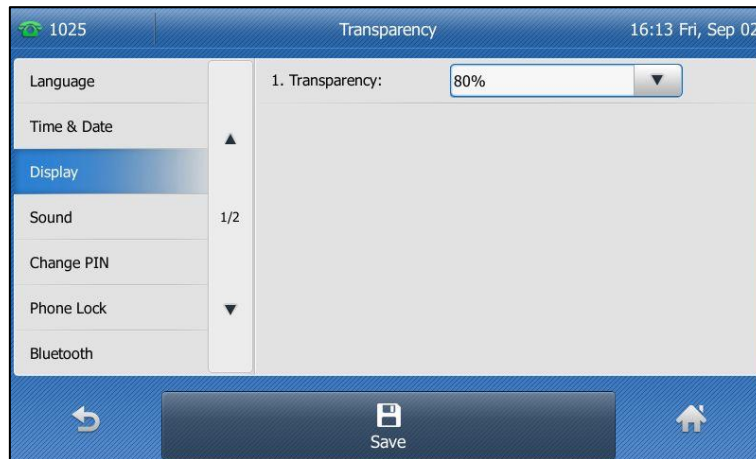 1025 Transparency 16:13 Fri, Sep 02
Language
1. Transparency: 80%
Time & Date
Display
Sound
1/2
Change PIN
Phone Lock
Bluetooth
Save